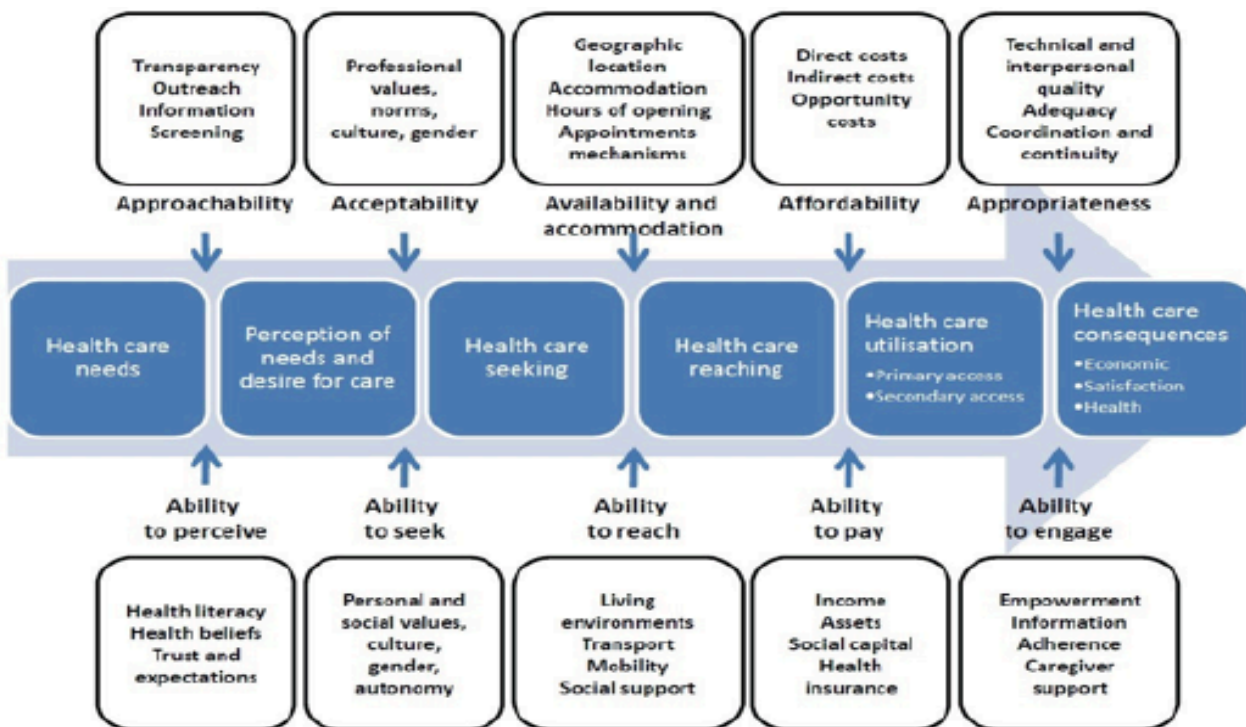 Transparency
Outreach
Information
Screening
Professional
values,
norms,
culture, gender
Geographic
location
Accommodation
Hours of opening
Appointments
mechanisms
Direct costs
Indirect costs
Opportunity
costs
Technical and
interpersonal
quality
Adequacy
Coordination and
continuity
Approachability
Acceptability
Availability and
accommodation
Affordability
Appropriateness
Health care
needs
Perception of
needs and
desire for care
Health care
seeking
Health care
reaching
Health care
utilisation
•Primary access
•Secondary access
Health care
consequences
•Economic
•Satisfaction
•Health
Ability
to perceive
Ability
to seek
Ability
to reach
Ability
to pay
Ability
to engage
Health literacy
Health beliefs
Trust and
expectations
Personal and
social values,
culture,
gender,
autonomy
Living
environments
Transport
Mobility
Social support
Income
Assets
Social capital
Health
insurance
Empowerment
Information
Adherence
Caregiver
support